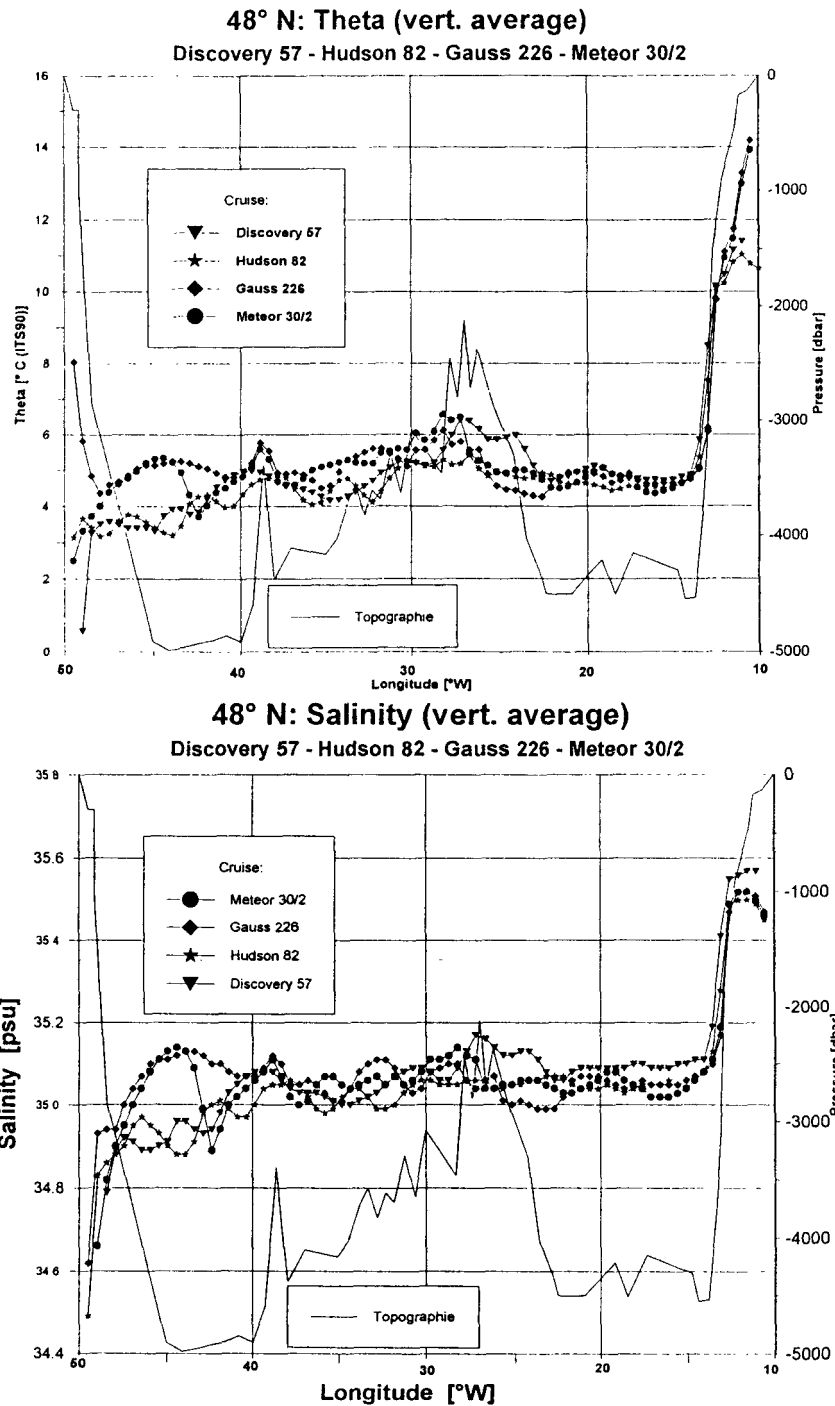 48° N: Theta (vert. average)
Discovery 57 - Hudson 82 - Gauss 226 - Meteor 30/2
16
14
12
10
8
6
4
2
0
Theta [° C (ITS90)]
Cruise:
Discovery 57
Hudson 82
Gauss 226
Meteor 30/2
Topographie
0
-1000
-2000
-3000
-4000
-5000
Pressure [dbar]
50
40
30
20
10
Longitude [°W]
48° N: Salinity (vert. average)
Discovery 57 - Hudson 82 - Gauss 226 - Meteor 30/2
35.8
35.6
35.4
35.2
35.0
34.8
34.6
34.4
Salinity [psu]
Cruise:
Meteor 30/2
Gauss 226
Hudson 82
Discovery 57
Topographie
0
-1000
-2000
-3000
-4000
-5000
Pressure [dbar]
50
40
30
20
10
Longitude [°W]